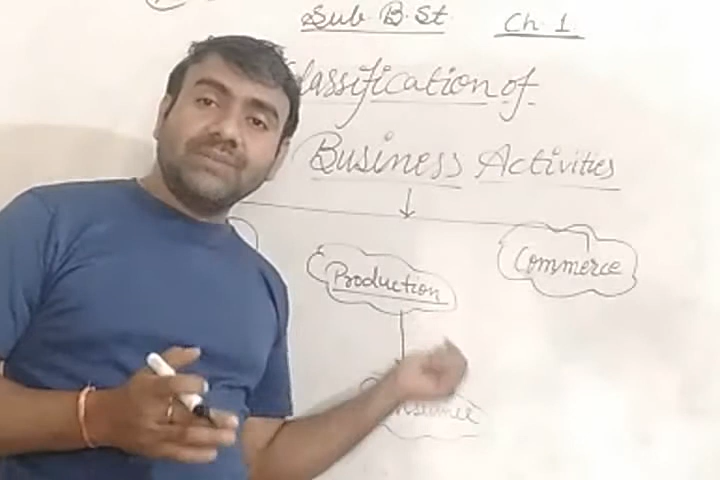 Sub. B. St. Ch. 1
Classification of
Business Activities
Production
Commerce